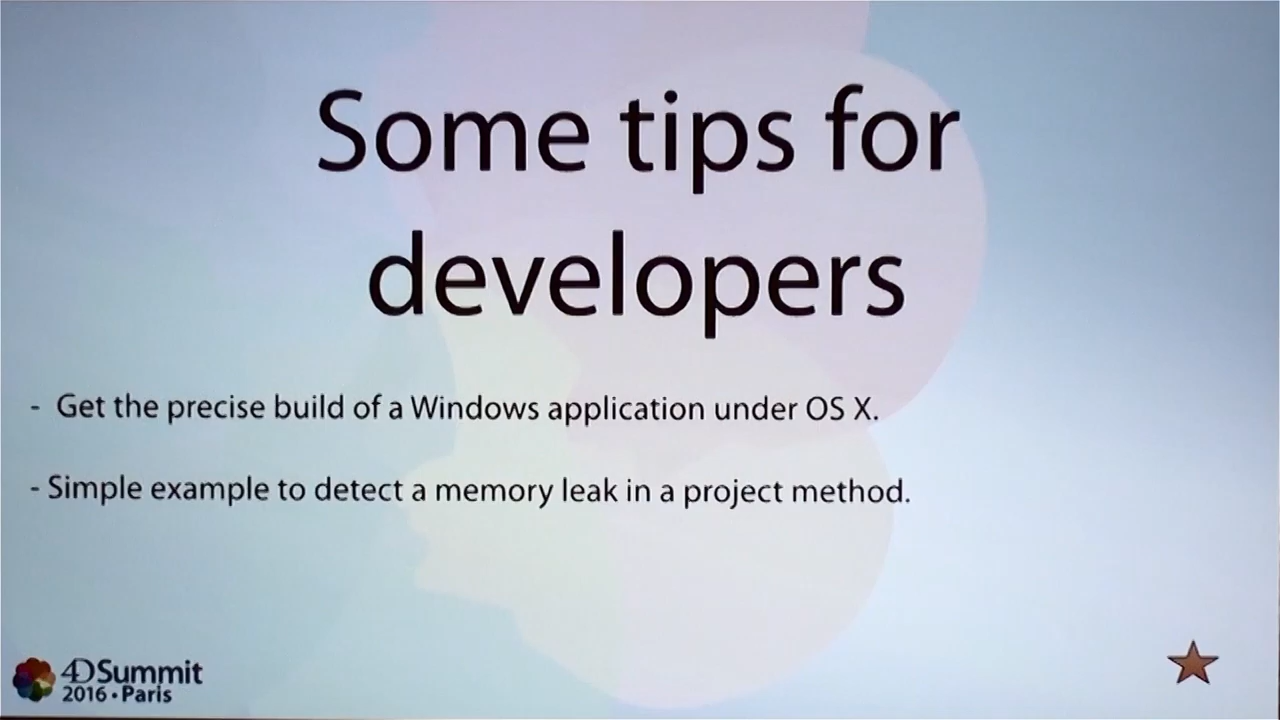 Some tips for
developers
- Get the precise build of a Windows application under OS X.
- Simple example to detect a memory leak in a project method.
4D Summit
2016 • Paris